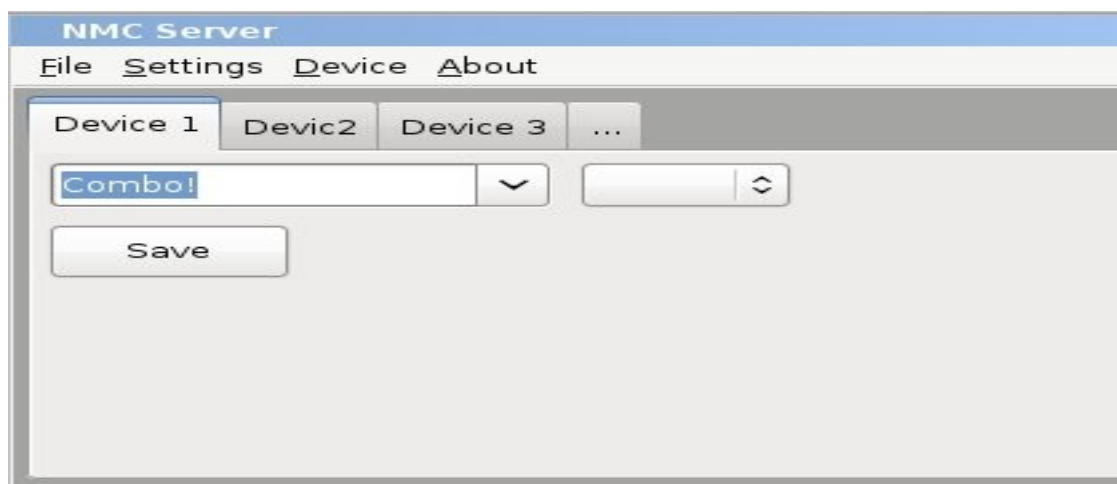 NMC Server
File Settings Device About
Device 1 Devic2 Device 3 ...
Combo!
Save